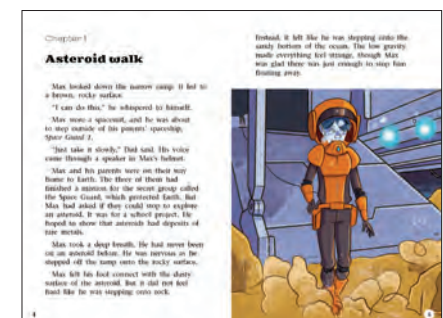 Chapter 1
Asteroid walk
Max looked down the narrow ramp. It led to
a brown, rocky surface.
"I can do this," he whispered to himself.
Max wore a spacesuit, and he was about
to step outside of his parents' spaceship,
Space Guard 1.
"Just take it slowly," Dad said. His voice
came through a speaker in Max's helmet.
Max and his parents were on their way
home to Earth. The three of them had
finished a mission for the secret group called
the Space Guard, which protected Earth. But
Max had asked if they could stop to explore
an asteroid. It was for a school project. He
hoped to show that asteroids had deposits of
rare metals.
Max took a deep breath. He had never been
on an asteroid before. He was nervous as he
stepped off the ramp onto the rocky surface.
Max felt his foot connect with the dusty
surface of the asteroid. But it did not feel
hard like he was stepping onto rock.
4
Instead, it felt like he was stepping onto the
sandy bottom of the ocean. The low gravity
made everything feel strange, though Max
was glad there was just enough to stop him
floating away.
5